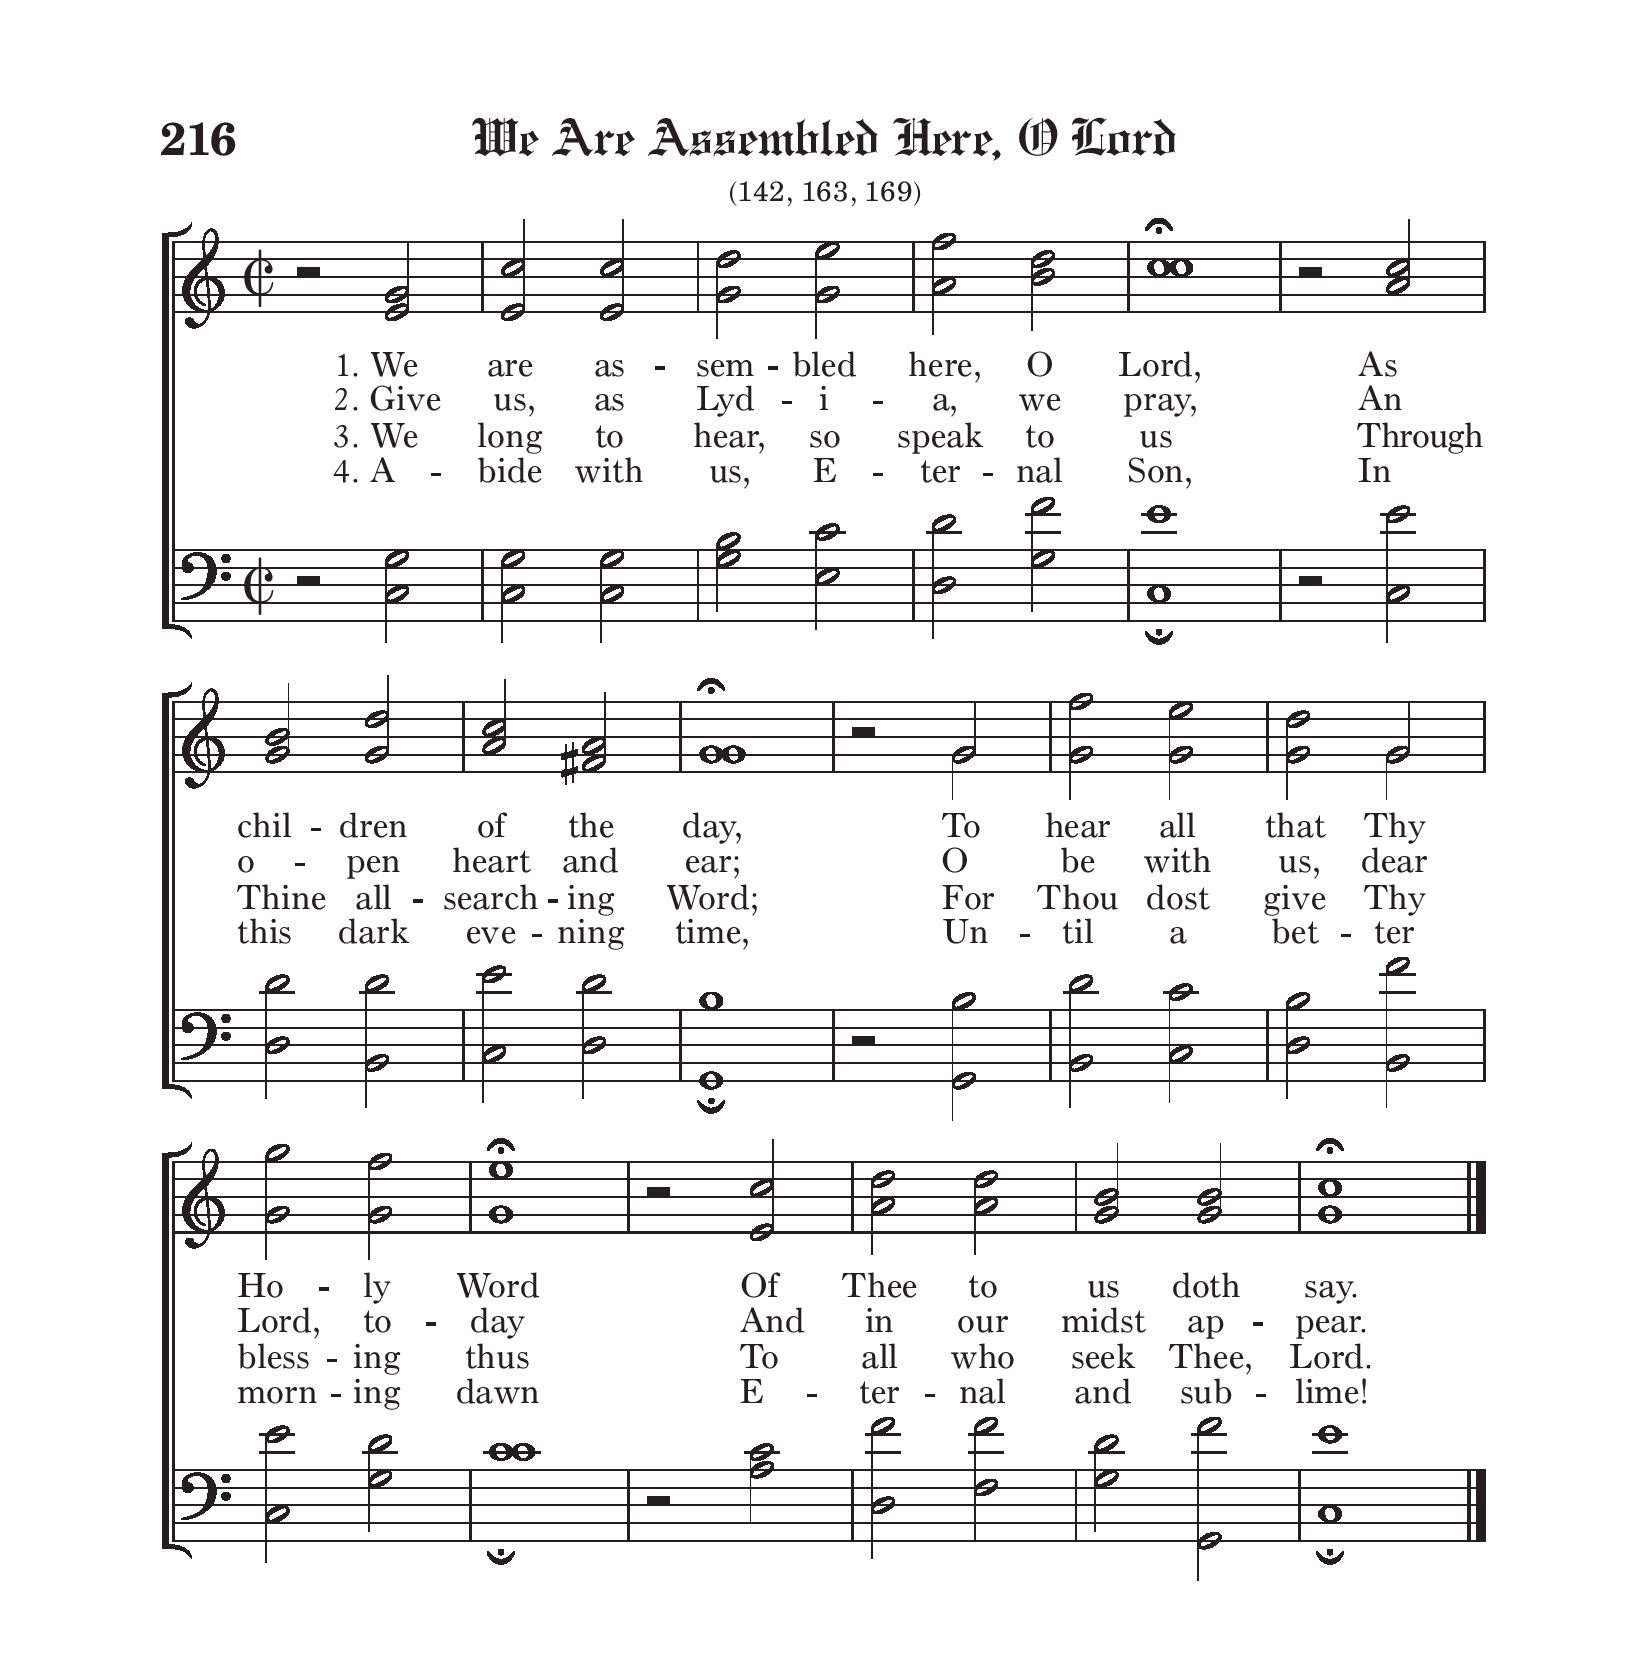 216 We Are Assembled Here, O Lord
(142, 163, 169)
1. We are as - sem - bled here, O Lord, As
2. Give us, as Lyd - i - a, we pray, An
3. We long to hear, so speak to us Through
4. A - bide with us, E - ter - nal Son, In
chil - dren of the day, To hear all that Thy
o - pen heart and ear; O be with us, dear
Thine all - search - ing Word; For Thou dost give Thy
this dark eve - ning time, Un - til a bet - ter
Ho - ly Word Of Thee to us doth say.
Lord, to - day And in our midst ap - pear.
bless - ing thus To all who seek Thee, Lord.
morn - ing dawn E - ter - nal and sub - lime!